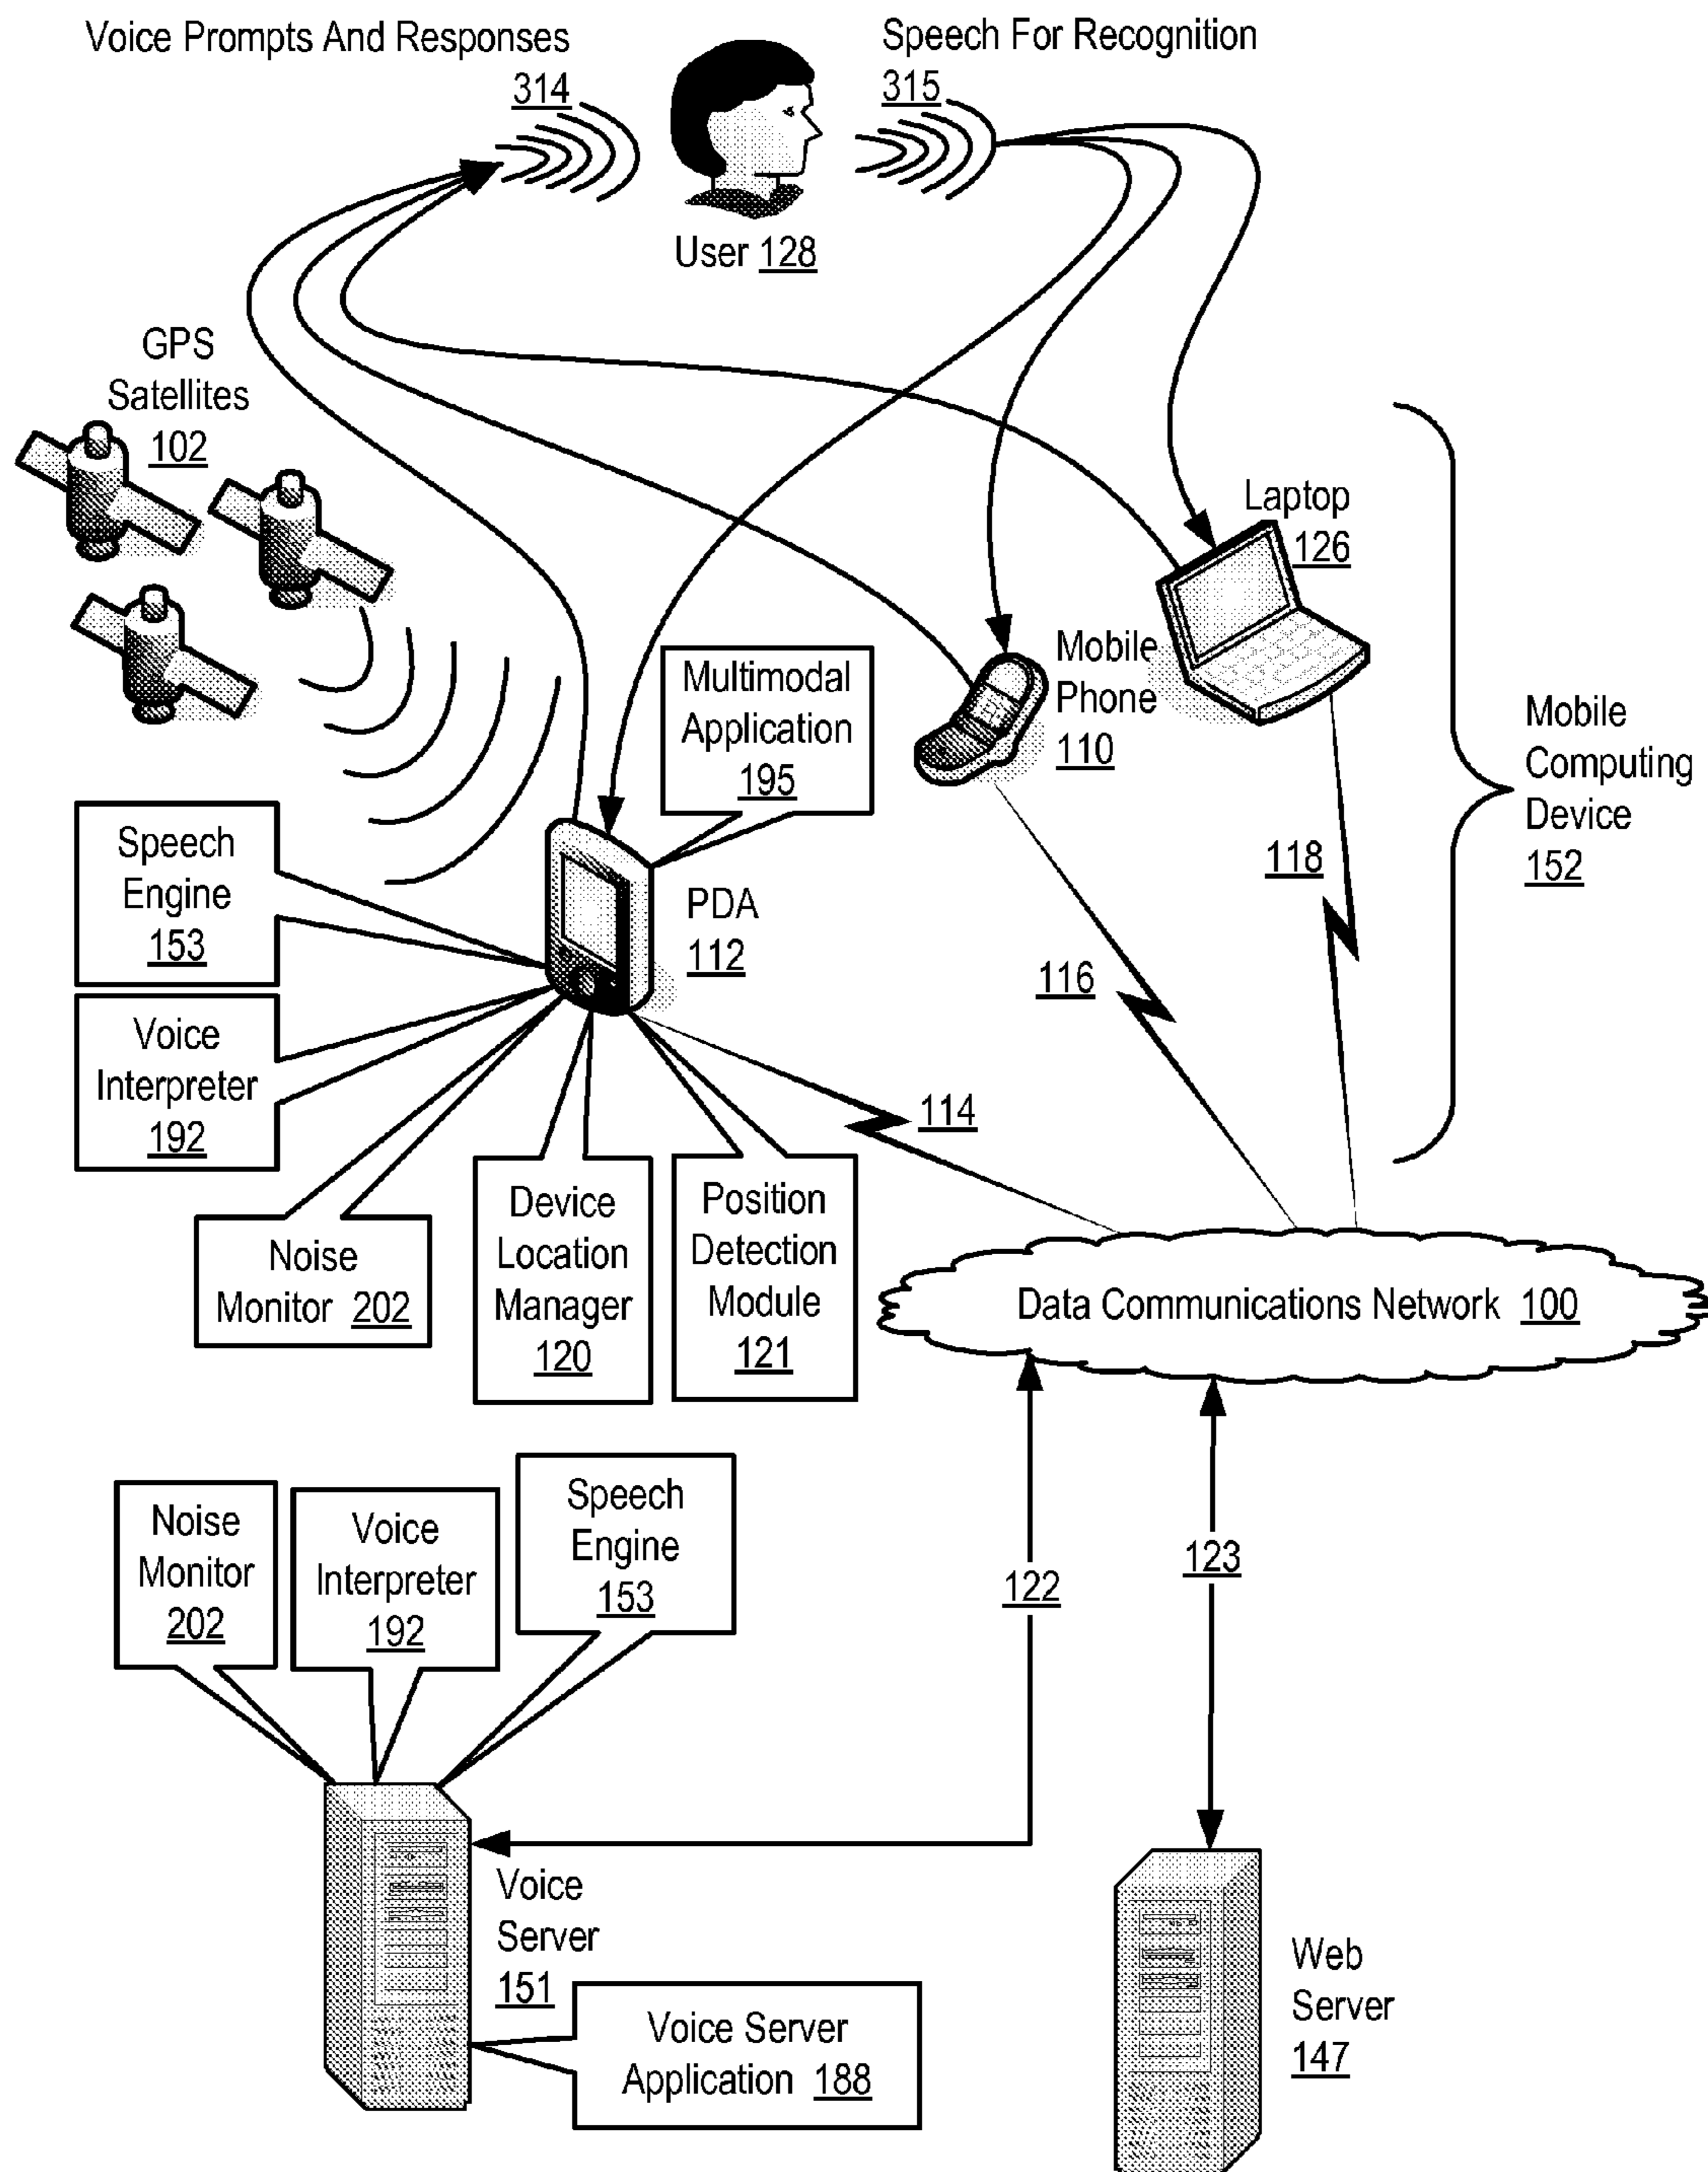 Voice Prompts And Responses
314
Speech For Recognition
315
User 128
GPS
Satellites
102
Laptop
126
Mobile
Phone
110
Multimodal
Application
195
Mobile
Computing
Device
152
Speech
Engine
153
PDA
112
118
116
Voice
Interpreter
192
114
Noise
Monitor 202
Device
Location
Manager
120
Position
Detection
Module
121
Data Communications Network 100
Noise
Monitor
202
Voice
Interpreter
192
Speech
Engine
153
122
123
Voice
Server
151
Voice Server
Application 188
Web
Server
147